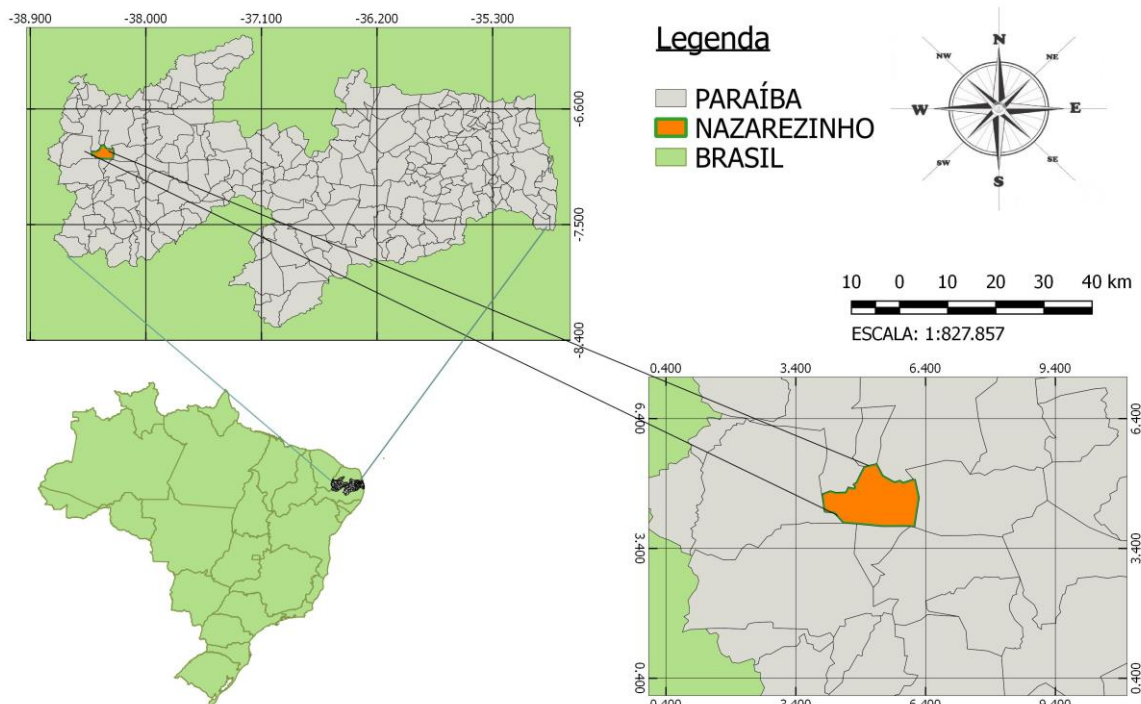 -38.900 -38.000 -37.100 -36.200 -35.300
-6.600
-7.500
-8.400
Legenda
PARAÍBA
NAZAREZINHO
BRASIL
N
NW NE
W E
SW SE
S
10 0 10 20 30 40 km
ESCALA: 1:827.857
0.400 3.400 6.400 9.400
6.400 6.400
3.400 3.400
0.400 0.400
0.400 3.400 6.400 9.400